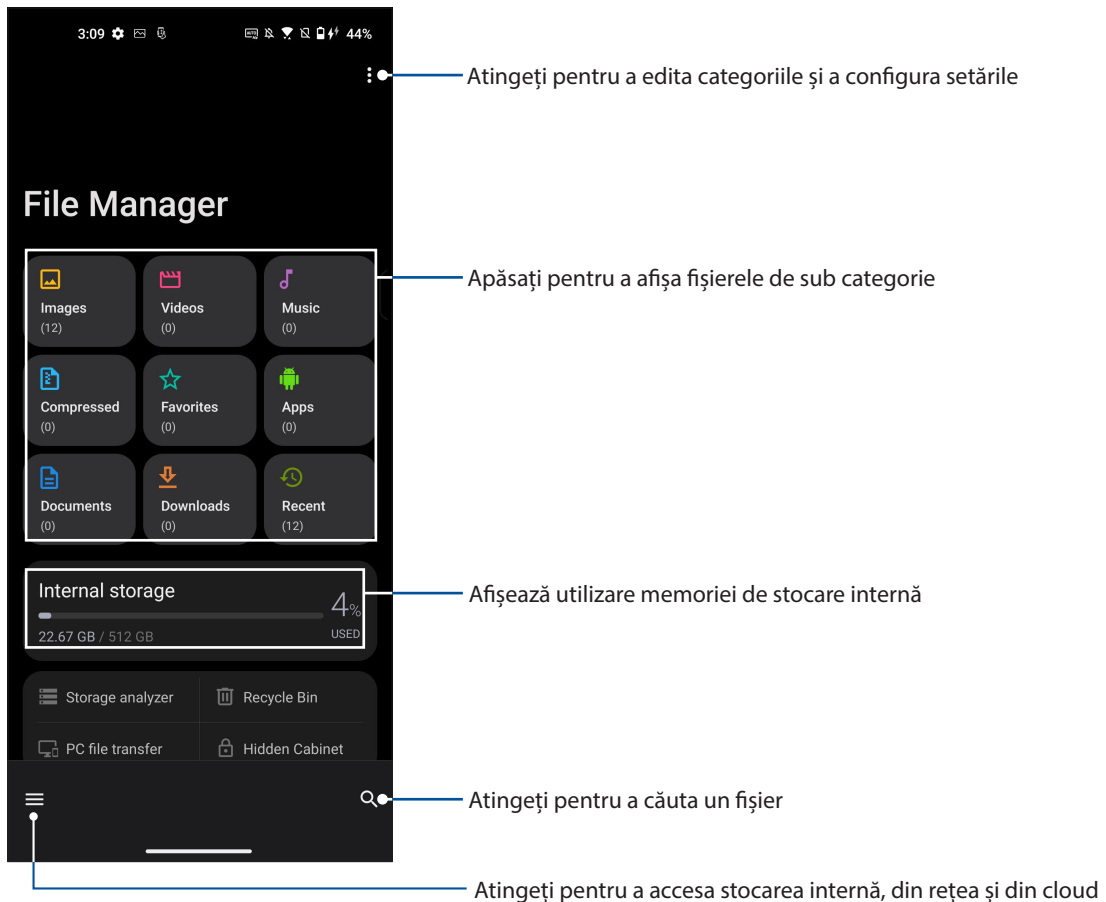 3:09 44%
Atingeți pentru a edita categoriile și a configura setările
File Manager
Apăsați pentru a afișa fișierele de sub categorie
Images Videos Music
(12) (0) (0)
Compressed Favorites Apps
(0) (0) (0)
Documents Downloads Recent
(0) (0) (12)
Internal storage
4%
Afișează utilizare memoriei de stocare internă
22.67 GB / 512 GB USED
Storage analyzer Recycle Bin
PC file transfer Hidden Cabinet
Atingeți pentru a căuta un fișier
Atingeți pentru a accesa stocarea internă, din rețea și din cloud